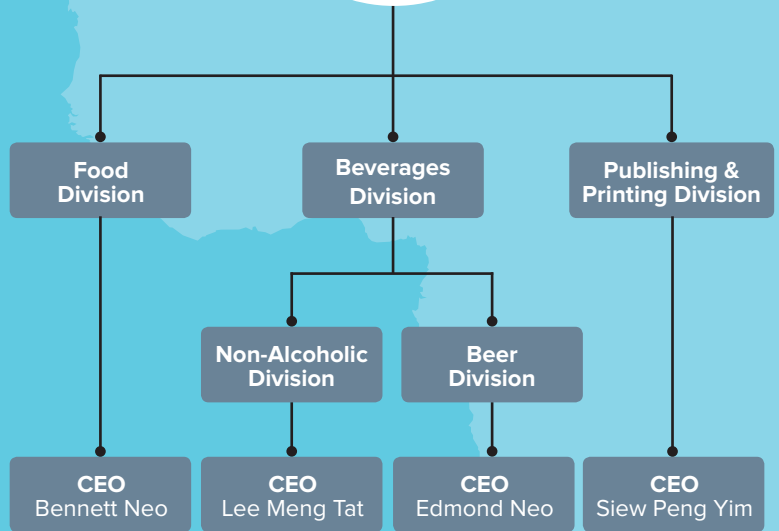 Food
Division
Beverages
Division
Publishing &
Printing Division
Non-Alcoholic
Division
Beer
Division
CEO
Bennett Neo
CEO
Lee Meng Tat
CEO
Edmond Neo
CEO
Siew Peng Yim